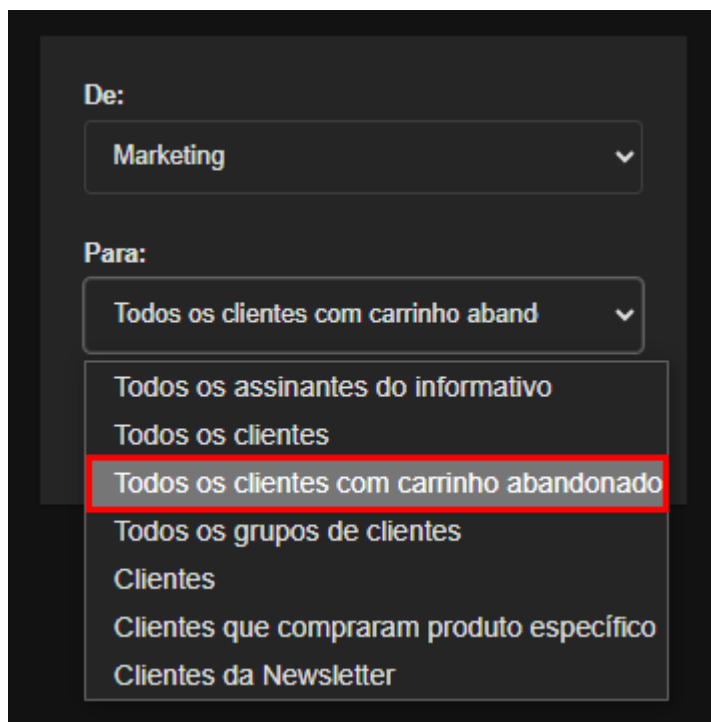 De:
Marketing
Para:
Todos os clientes com carrinho aband
Todos os assinantes do informativo
Todos os clientes
Todos os clientes com carrinho abandonado
Todos os grupos de clientes
Clientes
Clientes que compraram produto específico
Clientes da Newsletter